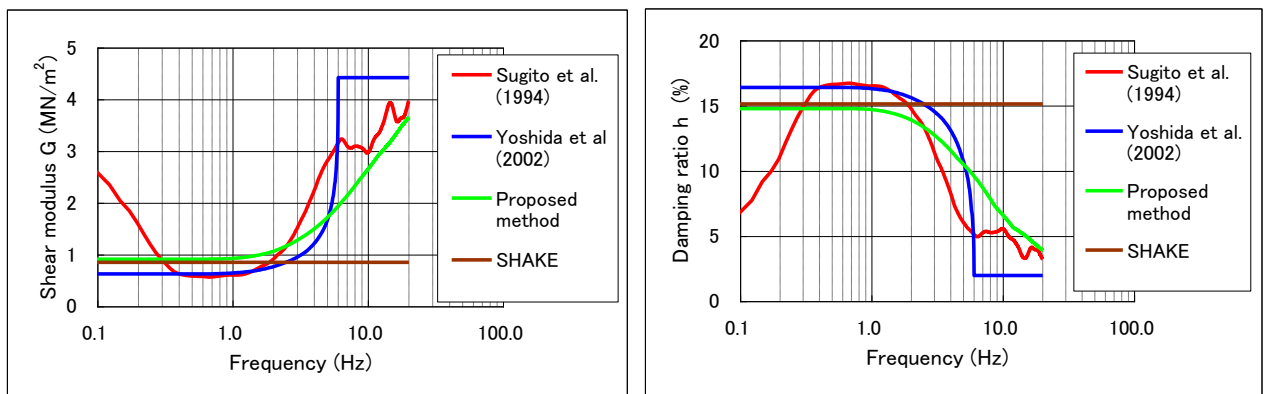 Shear modulus G (MN/m²)
5
4
3
2
1
0
0.1 1.0 10.0 100.0
Frequency (Hz)
Sugito et al.
(1994)
Yoshida et al
(2002)
Proposed
method
SHAKE
Damping ratio h (%)
20
15
10
5
0
0.1 1.0 10.0 100.0
Frequency (Hz)
Sugito et al.
(1994)
Yoshida et al.
(2002)
Proposed
method
SHAKE